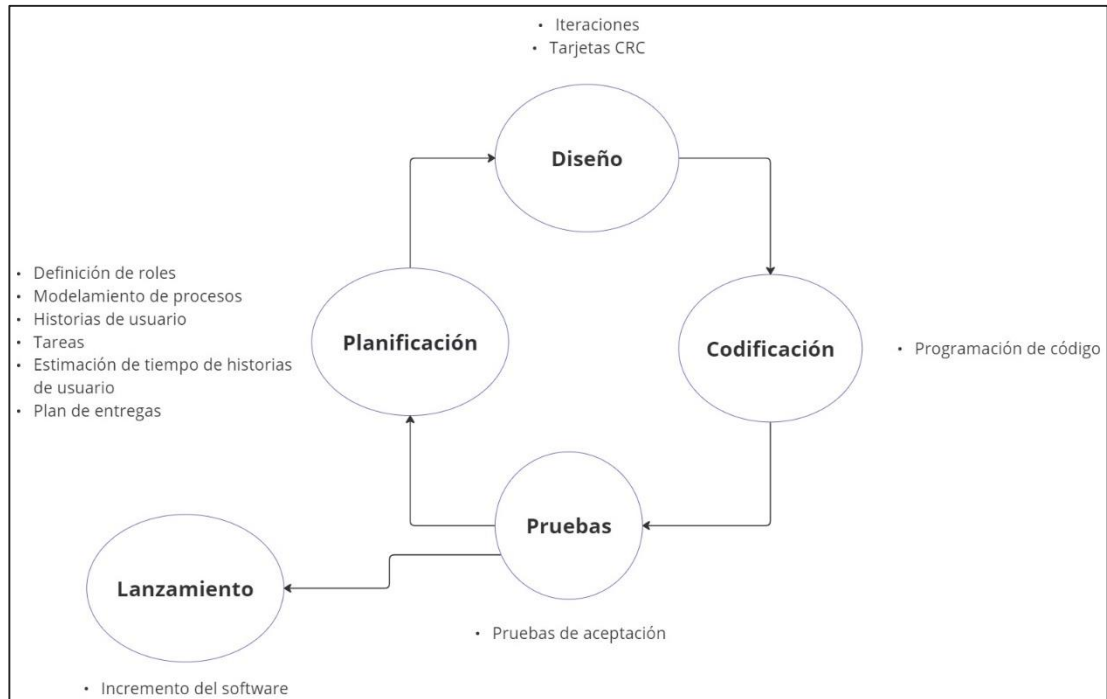 • Iteraciones
• Tarjetas CRC
Diseño
• Definición de roles
• Modelamiento de procesos
• Historias de usuario
• Tareas
• Estimación de tiempo de historias
de usuario
• Plan de entregas
Planificación
Codificación
• Programación de código
Pruebas
Lanzamiento
• Pruebas de aceptación
• Incremento del software